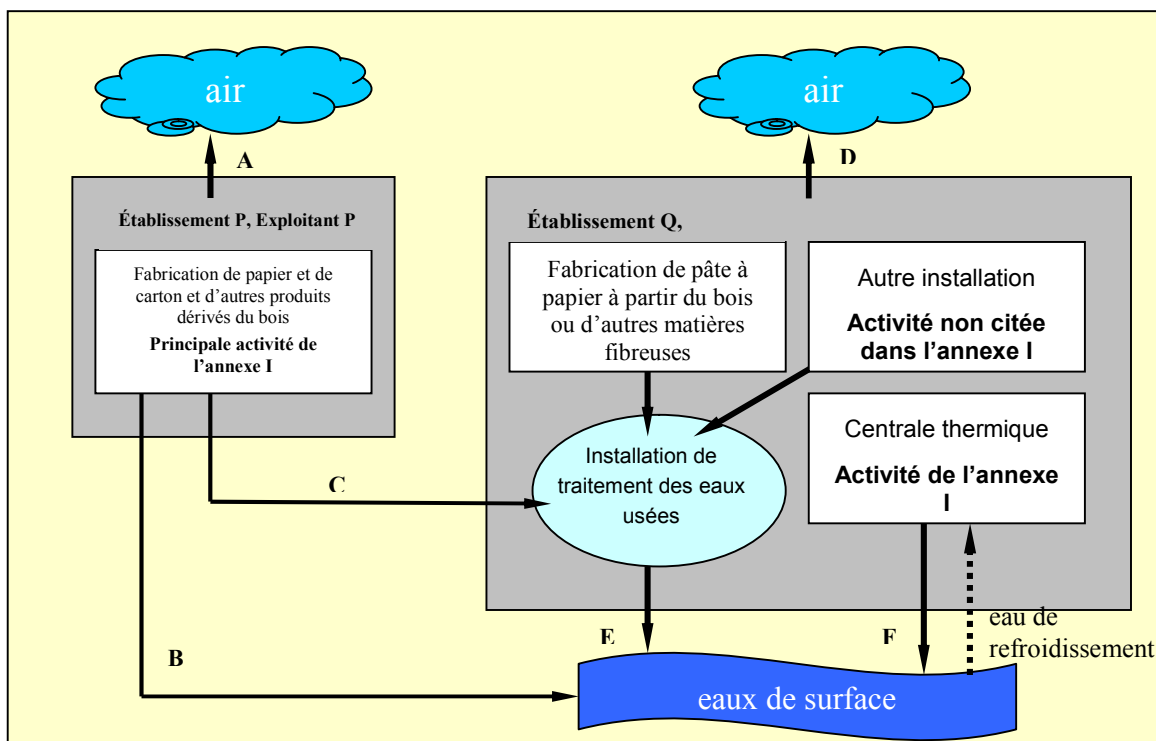 air
air
A
D
Établissement P, Exploitant P
Fabrication de papier et de
carton et d'autres produits
dérivés du bois
Principale activité de
l'annexe I
Établissement Q,
Fabrication de pâte à
papier à partir du bois
ou d'autres matières
fibreuses
Autre installation
Activité non citée
dans l'annexe I
Installation de
traitement des eaux
usées
Centrale thermique
Activité de l'annexe
I
C
B
E
F
eau de
refroidissement
eaux de surface